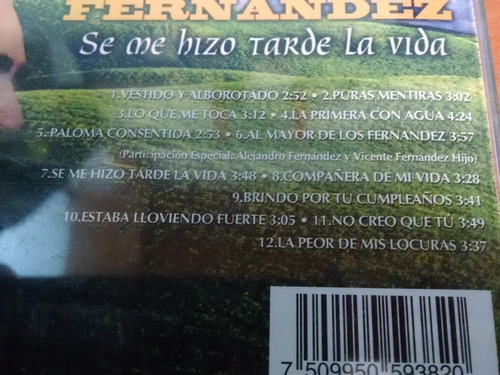 FERNANDEZ
Se me hizo tarde la vida
1.VESTIDO Y ALBOROTADO 2:52 • 2.PURAS MENTIRAS 3:02
3.LO QUE ME TOCA 3:12 • 4.LA PRIMERA CON AGUA 4:24
5. PALOMA CONSENTIDA 2:53 • 6.AL MAYOR DE LOS FERNANDEZ 3:57
(Participación Especial: Alejandro Fernández y Vicente Fernández Hijo)
7.SE ME HIZO TARDE LA VIDA 3:48 • 8.COMPAÑERA DE MI VIDA 3:28
9.BRINDO POR TU CUMPLEAÑOS 3:41
10.ESTABA LLOVIENDO FUERTE 3:05 • 11.NO CREO QUE TÚ 3:49
12.LA PEOR DE MIS LOCURAS 3:37
7 509950 593820